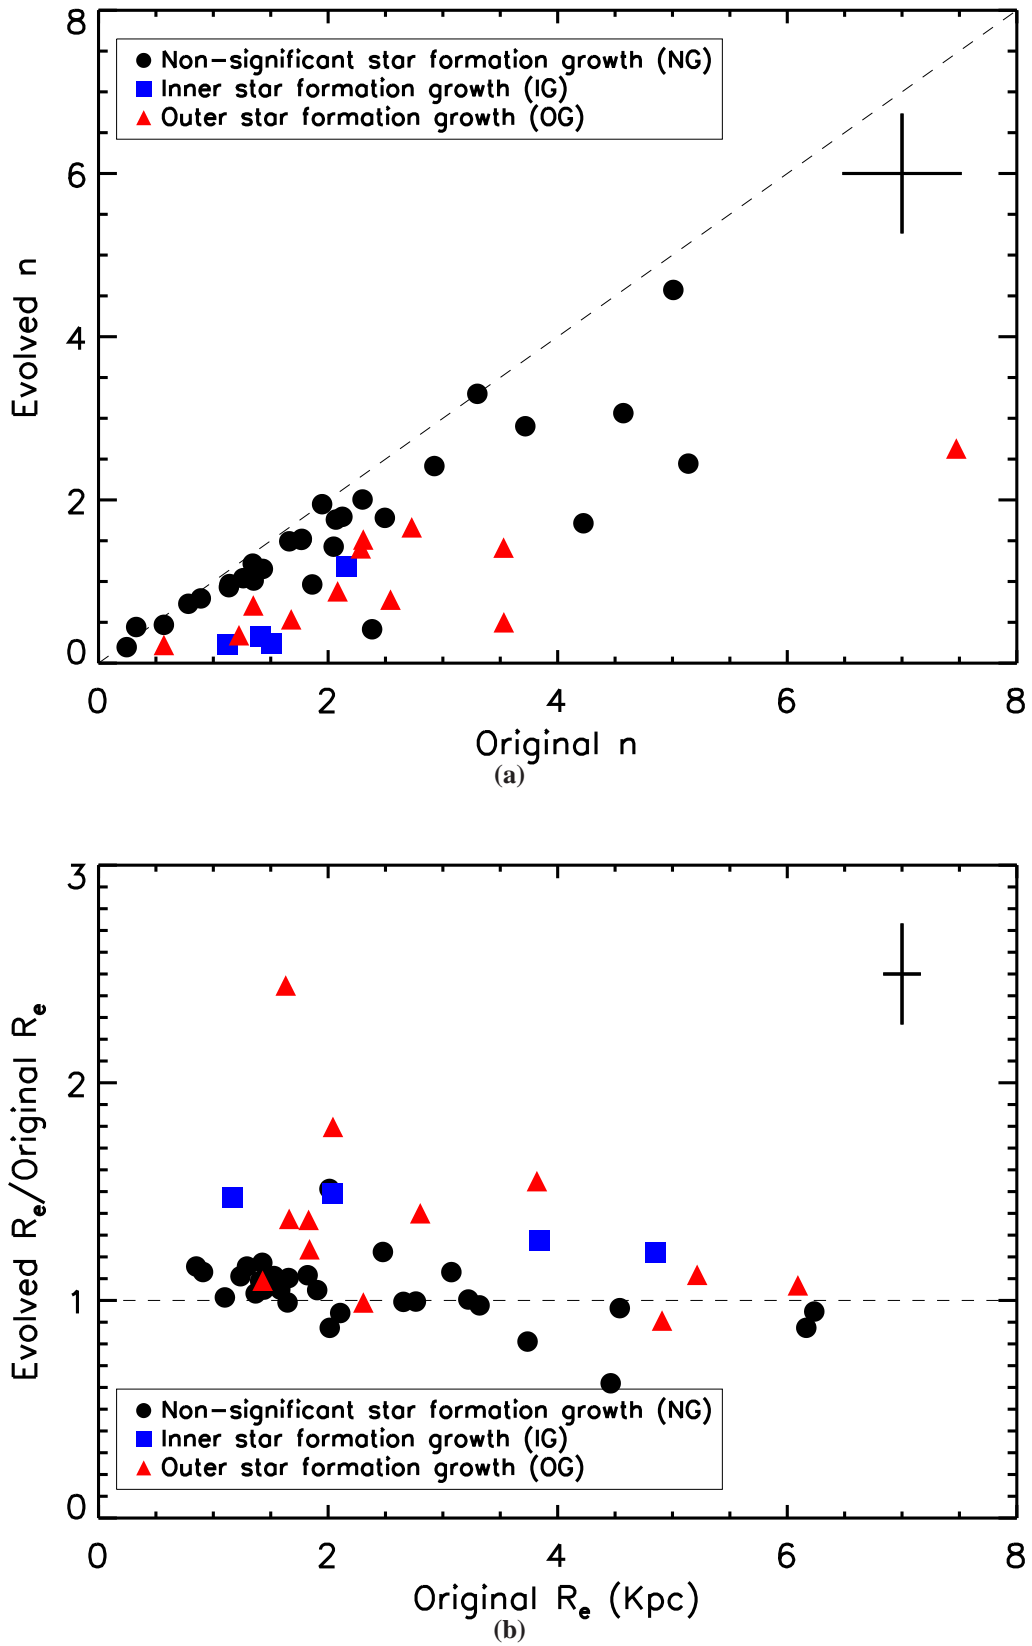 8
Non-significant star formation growth (NG)
Inner star formation growth (IG)
Outer star formation growth (OG)
6
Evolved n
4
2
0
0 2 4 6 8
Original n
(a)
3
Evolved Re/Original Re
2
1
Non-significant star formation growth (NG)
Inner star formation growth (IG)
Outer star formation growth (OG)
0
0 2 4 6 8
Original Re (Kpc)
(b)